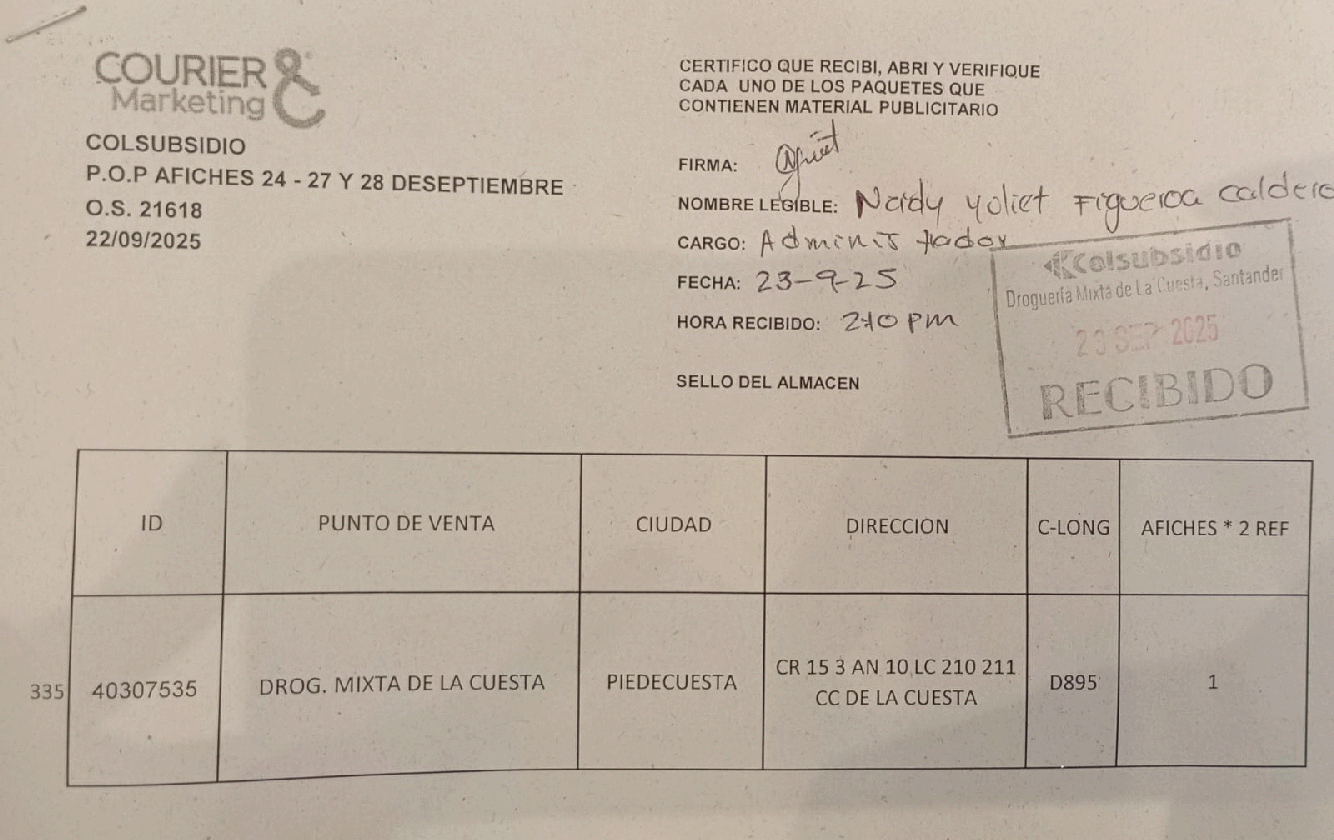 COURIER &
Marketing
COLSUBSIDIO
P.O.P AFICHES 24 - 27 Y 28 DESEPTIEMBRE
O.S. 21618
22/09/2025
CERTIFICO QUE RECIBI, ABRI Y VERIFIQUE
CADA UNO DE LOS PAQUETES QUE
CONTIENEN MATERIAL PUBLICITARIO
FIRMA:
NOMBRE LEGIBLE: Yoliet Figueroa
CARGO: Administrador
FECHA: 23-9-25
HORA RECIBIDO: 2:10 pm
SELLO DEL ALMACEN
Colsubsidio
Droguería Mixta de La Cuesta, Santander
23 SEP 2025
RECIBIDO
ID PUNTO DE VENTA CIUDAD DIRECCION C-LONG AFICHES * 2 REF
335 40307535 DROG. MIXTA DE LA CUESTA PIEDECUESTA CR 15 3 AN 10 LC 210 211 D895 1
CC DE LA CUESTA